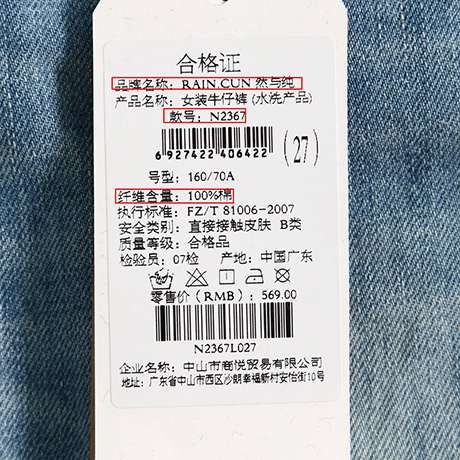 合格证
品牌名称: RAIN.CUN 然与纯
产品名称: 女装牛仔裤 (水洗产品)
款号: N2367
6 927422 406422
(27)
号型: 160/70A
纤维含量: 100%棉
执行标准: FZ/T 81006-2007
安全类别: 直接接触皮肤 B类
质量等级: 合格品
检验员: 07检 产地: 中国广东
零售价 (RMB): 569.00
N2367L027
企业名称: 中山市商悦贸易有限公司
地址: 广东省中山市西区沙朗幸福新村安怡街10号